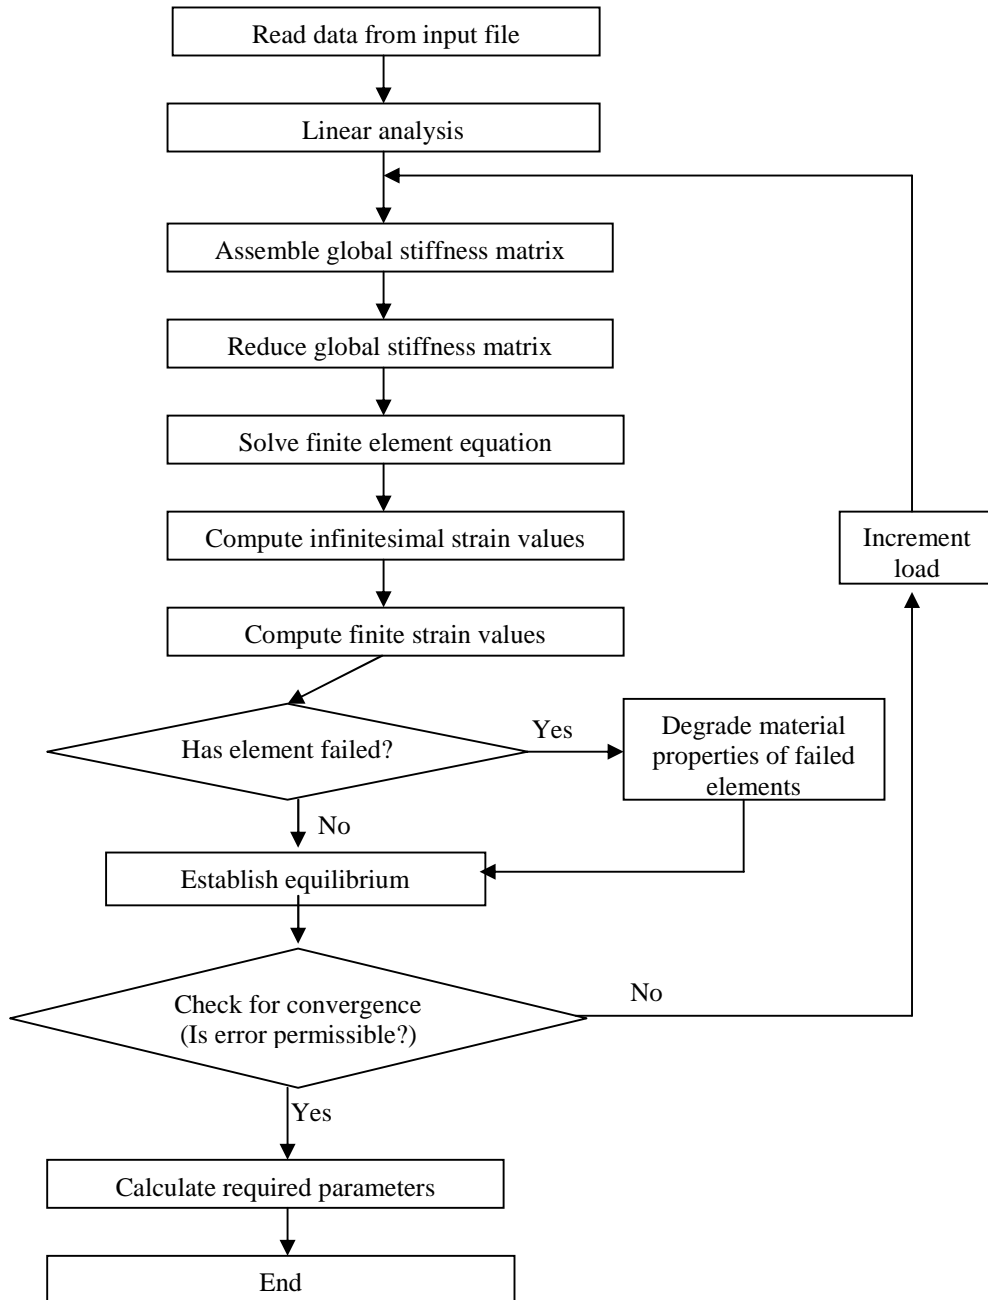 Read data from input file
Linear analysis
Assemble global stiffness matrix
Reduce global stiffness matrix
Solve finite element equation
Compute infinitesimal strain values
Increment
load
Compute finite strain values
Has element failed?
Yes
Degrade material
properties of failed
elements
No
Establish equilibrium
Check for convergence
(Is error permissible?)
No
Yes
Calculate required parameters
End